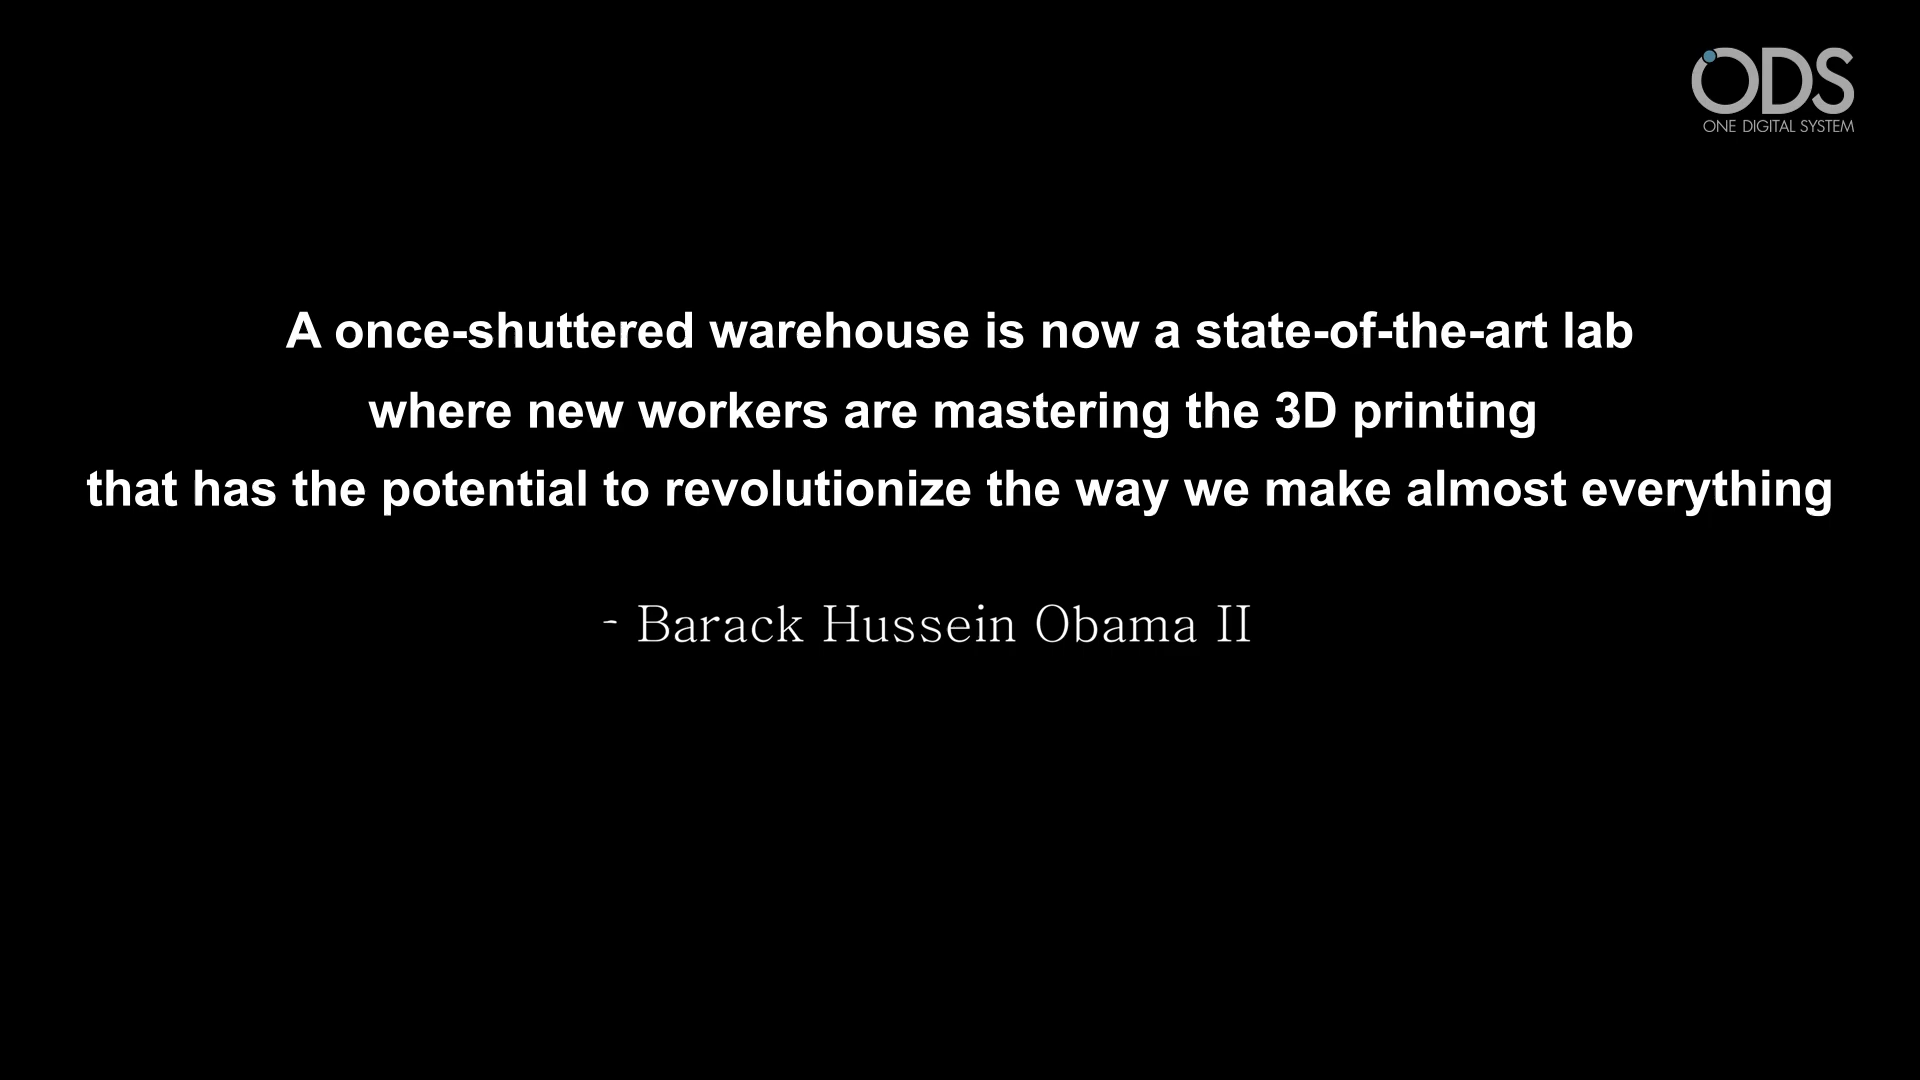 ODS
ONE DIGITAL SYSTEM
A once-shuttered warehouse is now a state-of-the-art lab
where new workers are mastering the 3D printing
that has the potential to revolutionize the way we make almost everything
- Barack Hussein Obama II